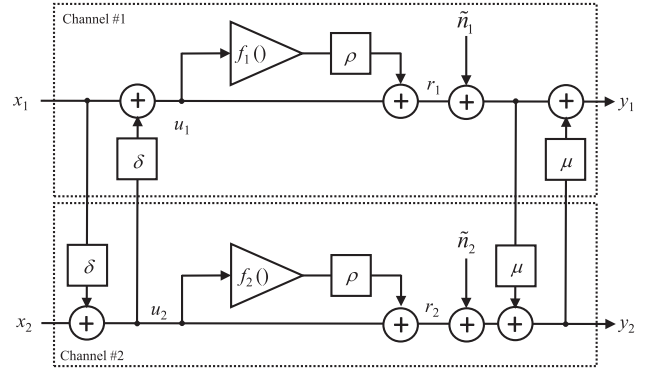 Channel #1
ñ₁
f₁()
ρ
x₁
r₁
y₁
+
+
+
+
u₁
δ
μ
ñ₂
δ
f₂()
ρ
μ
x₂
u₂
r₂
y₂
+
+
+
+
Channel #2